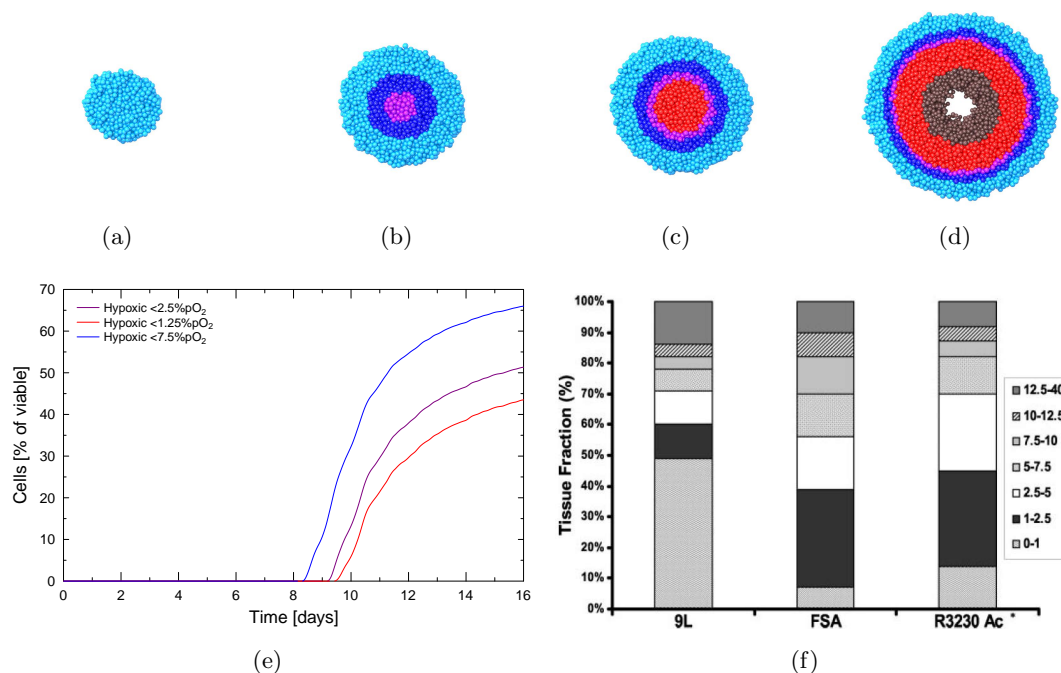 (a) (b) (c) (d)
70
60
50
40
30
20
10
0
Cells [% of viable]
Hypoxic <2.5%pO₂
Hypoxic <1.25%pO₂
Hypoxic <7.5%pO₂
0 2 4 6 8 10 12 14 16
Time [days]
(e)
100%
90%
80%
70%
60%
50%
40%
30%
20%
10%
0%
Tissue Fraction (%)
9L FSA R3230 Ac *
12.5-40
10-12.5
7.5-10
5-7.5
2.5-5
1-2.5
0-1
(f)